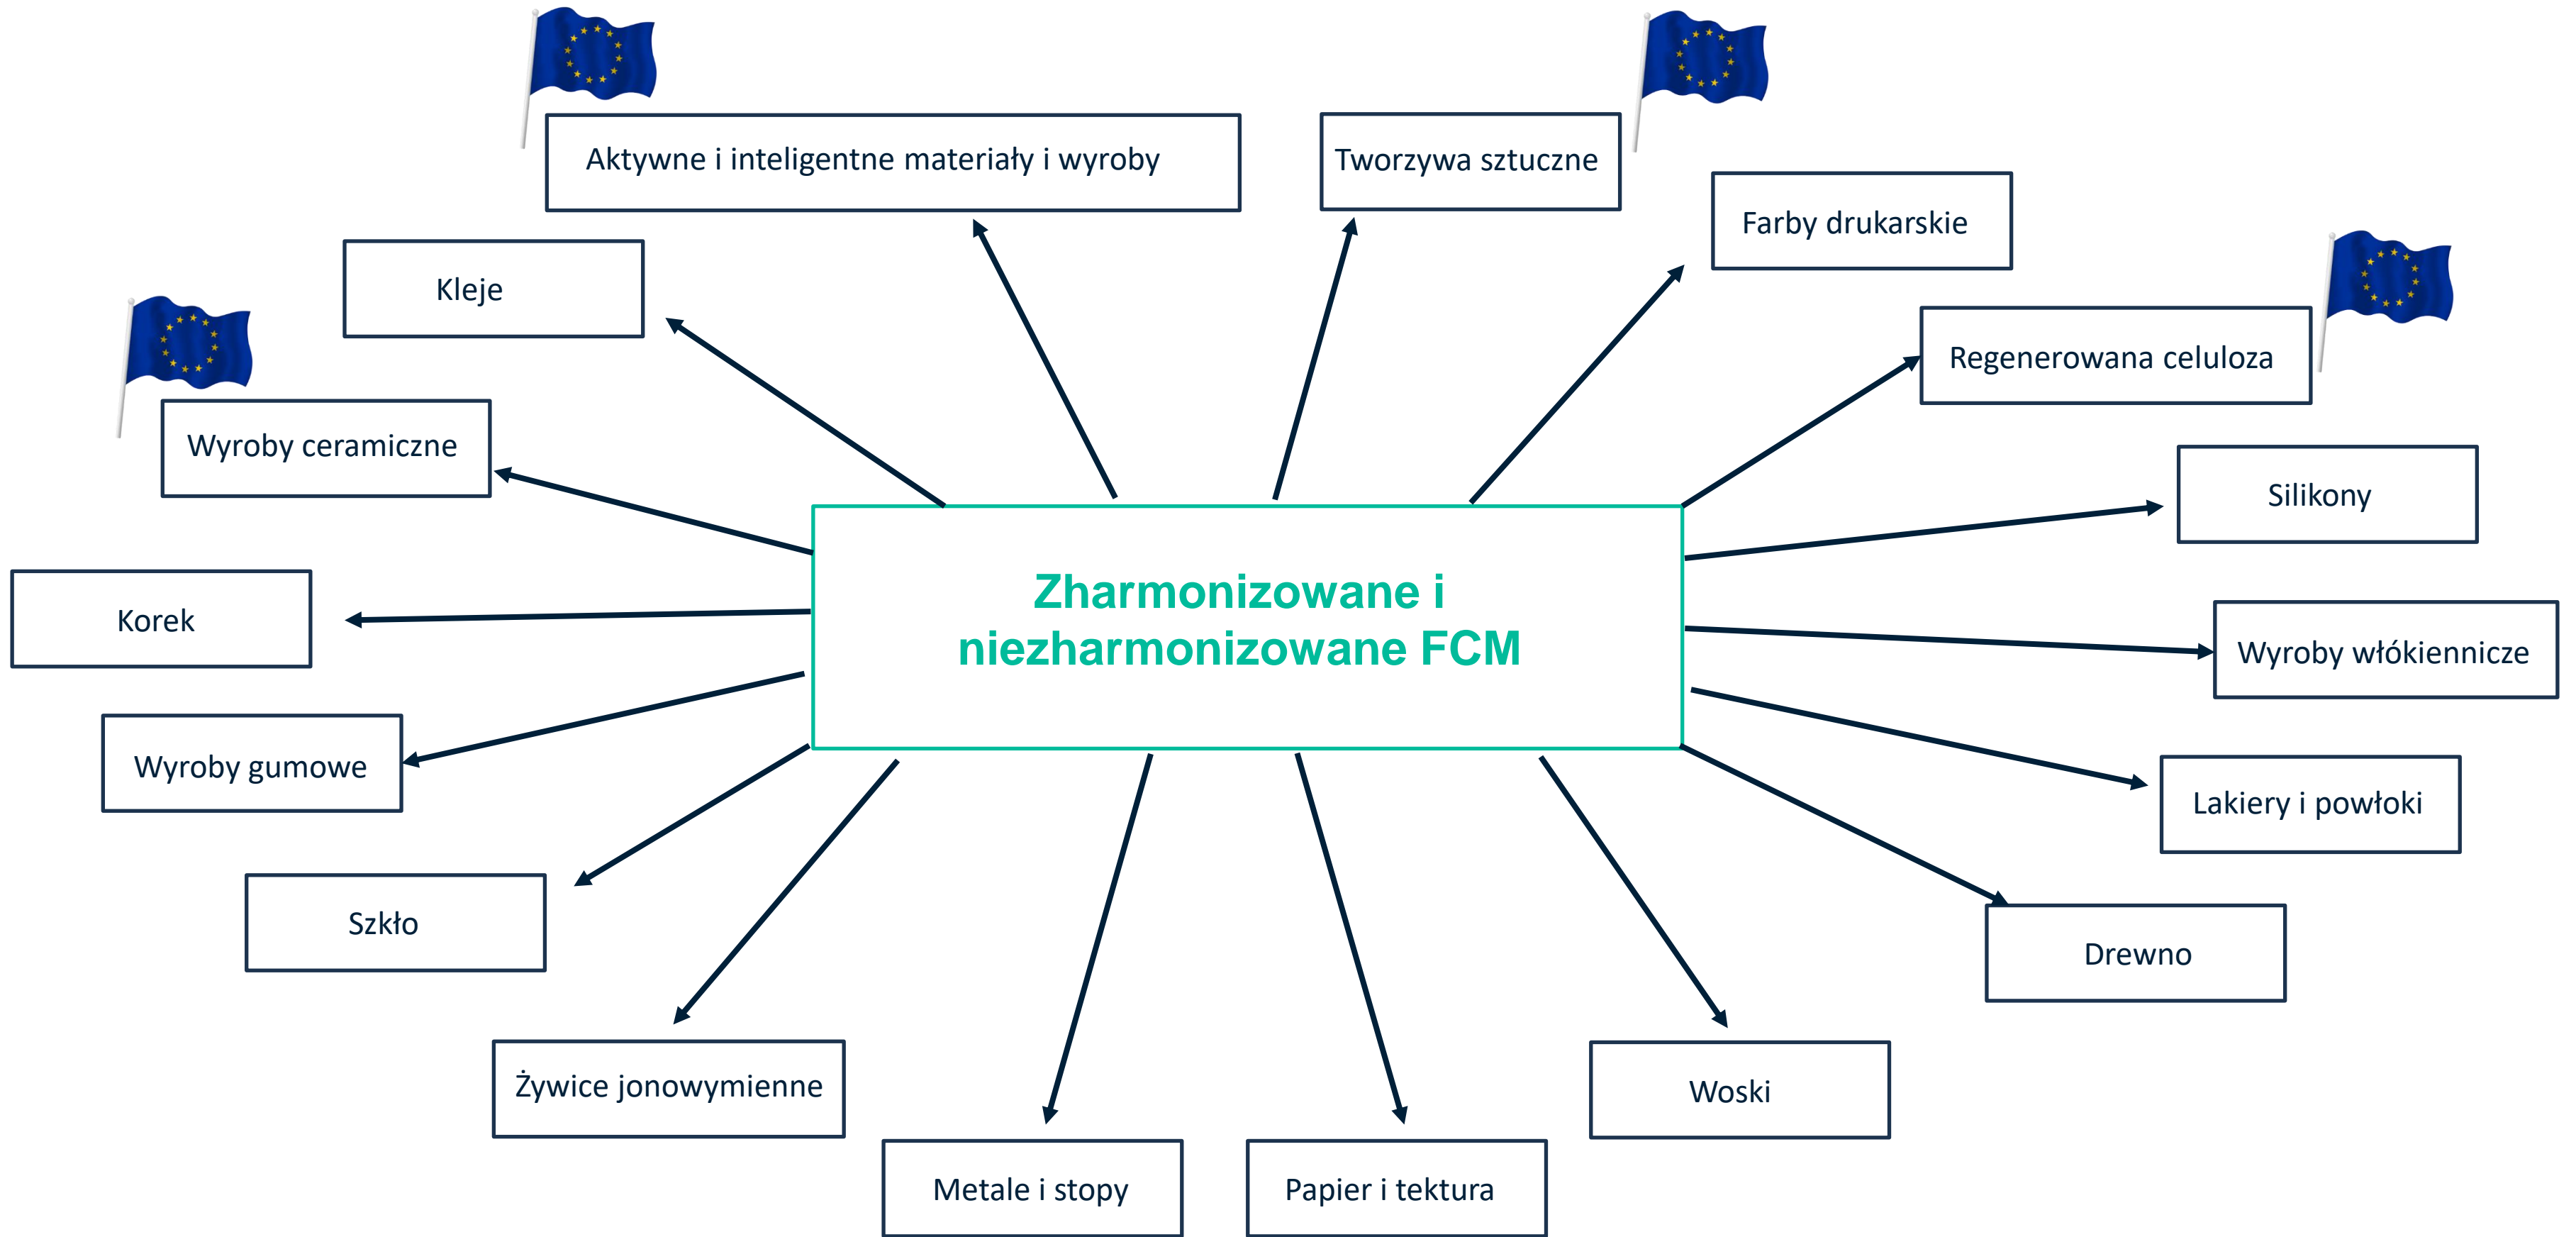 Aktywne i inteligentne materiały i wyroby
Tworzywa sztuczne
Farby drukarskie
Kleje
Regenerowana celuloza
Wyroby ceramiczne
Silikony
Zharmonizowane i
niezharmonizowane FCM
Korek
Wyroby włókiennicze
Wyroby gumowe
Lakiery i powłoki
Szkło
Drewno
Żywice jonowymienne
Woski
Metale i stopy
Papier i tektura